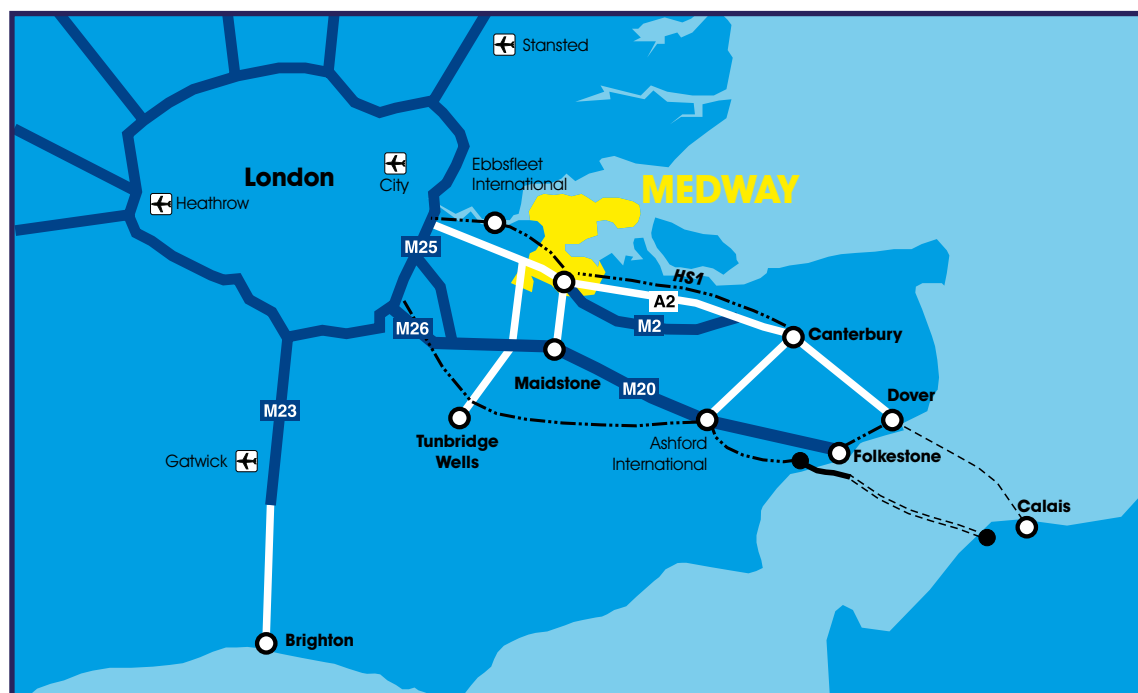 Stansted
Ebbsfleet
International
City
London
MEDWAY
Heathrow
M25
HS1
A2
M26
M2
Canterbury
Maidstone
M20
M23
Dover
Tunbridge
Wells
Ashford
International
Gatwick
Folkestone
Calais
Brighton